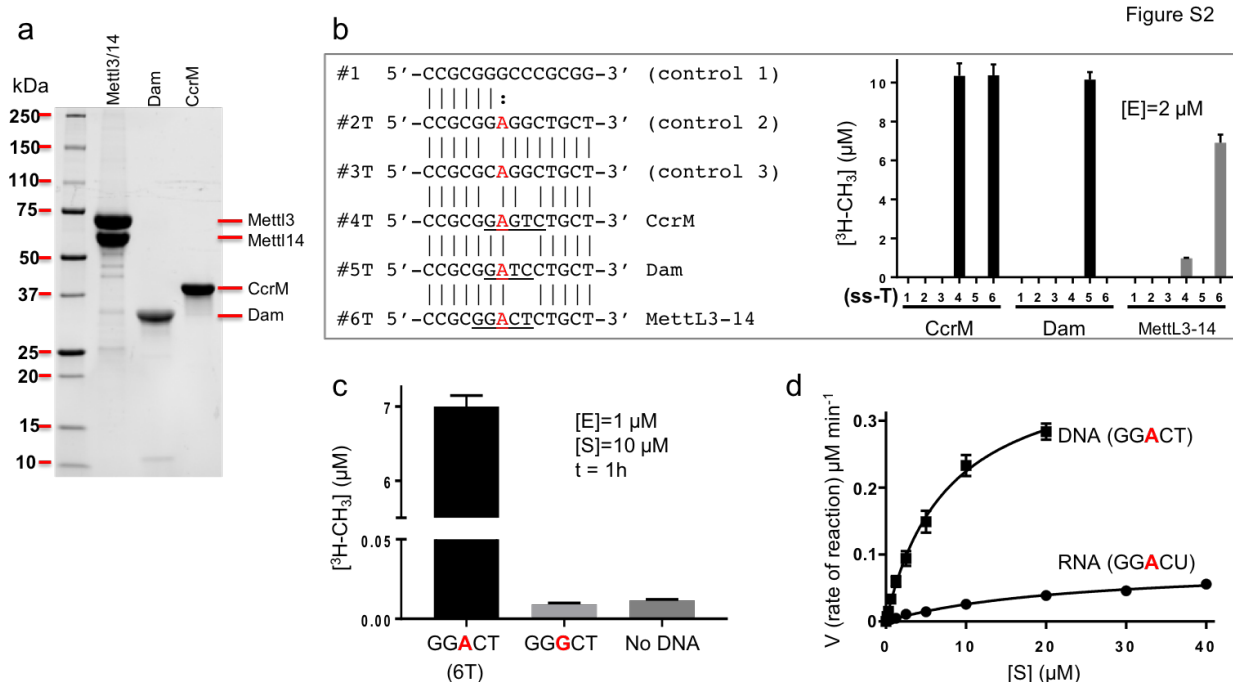 Figure S2
a
kDa
Mettl3/14
Dam
CcrM
250
150
110
75
50
37
25
20
15
10
Mettl3
Mettl14
CcrM
Dam
b
#1 5'-CCGCGGGCCCGCGG-3' (control 1)
#2T 5'-CCGCGGAGGCTGCT-3' (control 2)
#3T 5'-CCGCGCAGGCTGCT-3' (control 3)
#4T 5'-CCGCGGAGTCTGCT-3' CcrM
#5T 5'-CCGCGGATCCTGCT-3' Dam
#6T 5'-CCGCGGACTCTGCT-3' MettL3-14
[³H-CH₃] (µM)
10
8
6
4
2
0
[E]=2 µM
(ss-T) 1 2 3 4 5 6 1 2 3 4 5 6 1 2 3 4 5 6
CcrM Dam MettL3-14
c
[³H-CH₃] (µM)
7
6
0.05
0.00
[E]=1 µM
[S]=10 µM
t = 1h
GGACT GGGCT No DNA
(6T)
d
V (rate of reaction) µM min⁻¹
0.3
0.2
0.1
0
DNA (GGACT)
RNA (GGACU)
0 10 20 30 40
[S] (µM)